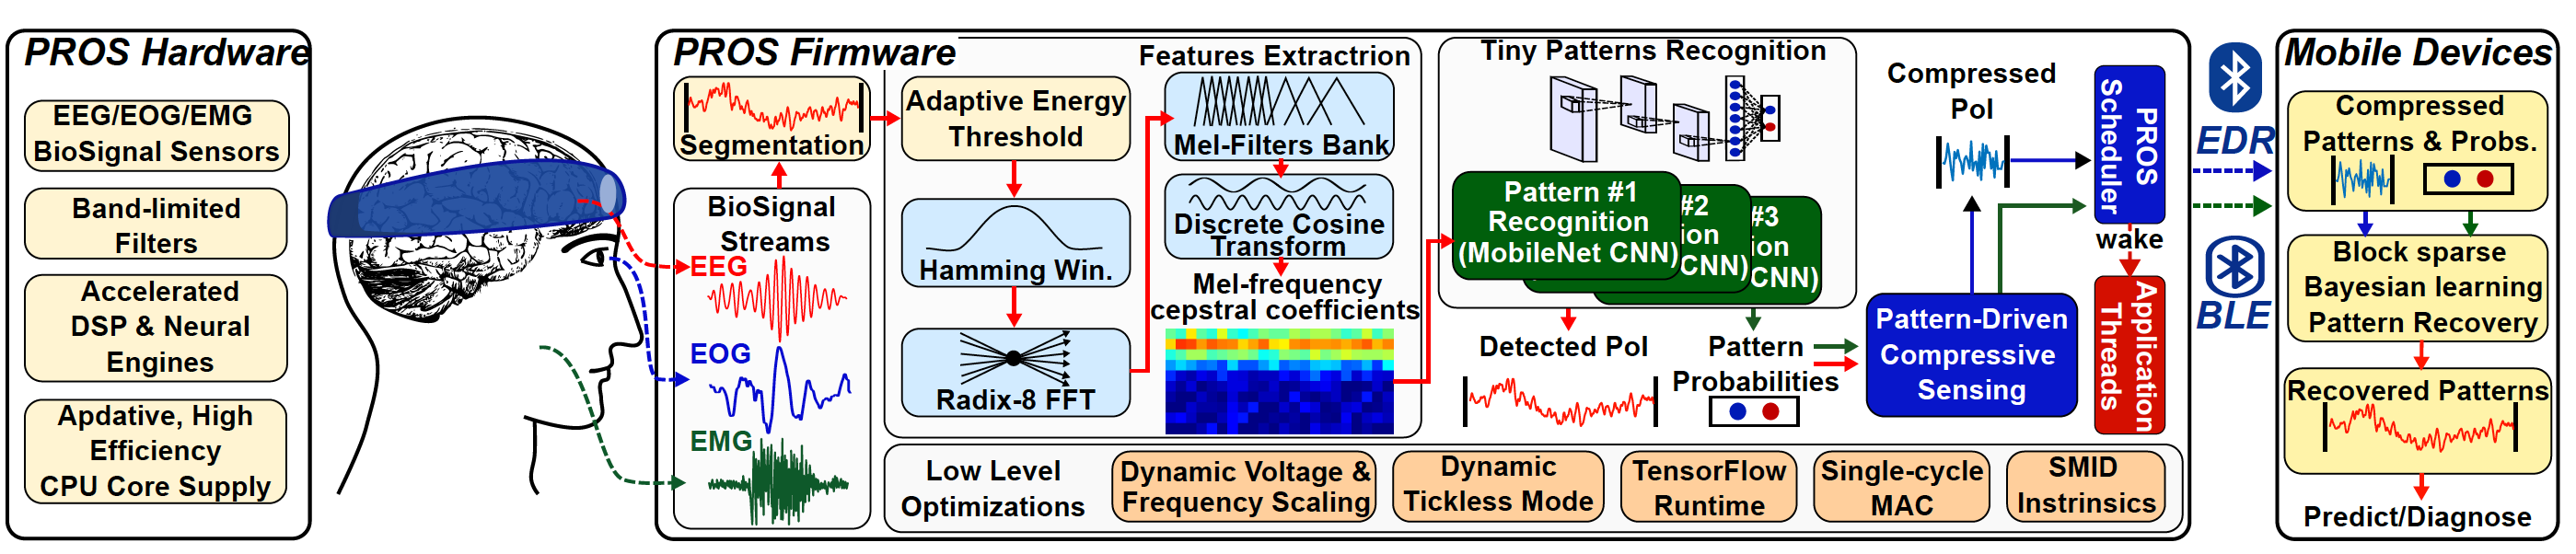 PROS Hardware
EEG/EOG/EMG
BioSignal Sensors
Band-limited
Filters
Accelerated
DSP & Neural
Engines
Apdative, High
Efficiency
CPU Core Supply
PROS Firmware
Segmentation
BioSignal
Streams
EEG
EOG
EMG
Adaptive Energy
Threshold
Hamming Win.
Radix-8 FFT
Features Extractrion
Mel-Filters Bank
Discrete Cosine
Transform
Mel-frequency
cepstral coefficients
Tiny Patterns Recognition
Pattern #1
Recognition
(MobileNet CNN)
#2
ion
CNN)
#3
ion
CNN)
Detected PoI
Pattern
Probabilities
Compressed
PoI
Pattern-Driven
Compressive
Sensing
PROS
Scheduler
wake
Application
Threads
Low Level
Optimizations
Dynamic Voltage &
Frequency Scaling
Dynamic
Tickless Mode
TensorFlow
Runtime
Single-cycle
MAC
SMID
Instrinsics
EDR
BLE
Mobile Devices
Compressed
Patterns & Probs.
Block sparse
Bayesian learning
Pattern Recovery
Recovered Patterns
Predict/Diagnose